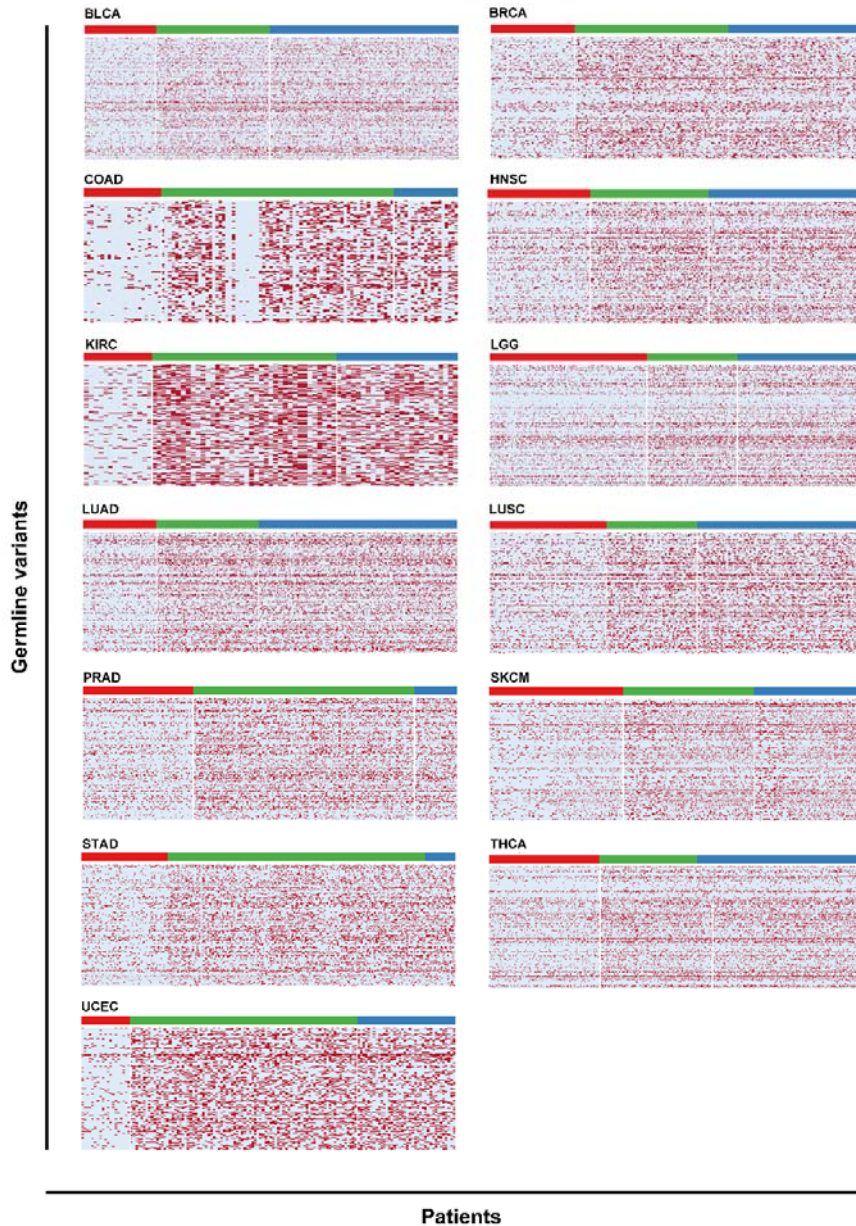 BLCA
BRCA
COAD
HNSC
KIRC
LGG
LUAD
LUSC
PRAD
SKCM
STAD
THCA
UCEC
Germline variants
Patients